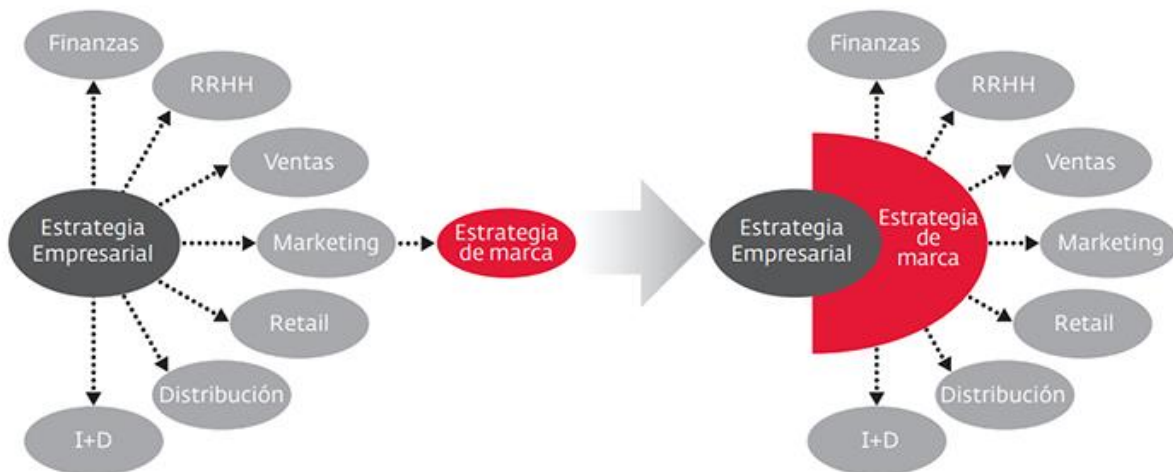 Finanzas
RRHH
Ventas
Estrategia
Empresarial
Marketing
Estrategia
de marca
Retail
Distribución
I+D
Finanzas
RRHH
Ventas
Estrategia
Empresarial
Estrategia
de
marca
Marketing
Retail
Distribución
I+D